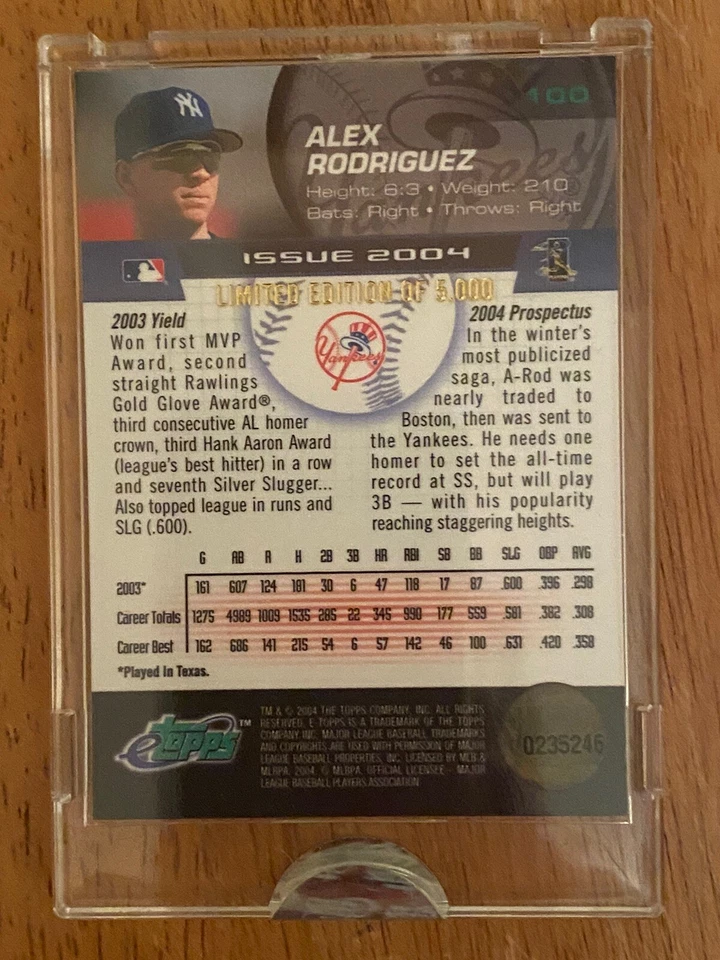 NY
100
ALEX
RODRIGUEZ
Height: 6:3 • Weight: 210
Bats: Right • Throws: Right
ISSUE 2004
LIMITED EDITION OF 5,000
2003 Yield
Won first MVP
Award, second
straight Rawlings
Gold Glove Award®,
third consecutive AL homer
crown, third Hank Aaron Award
(league's best hitter) in a row
and seventh Silver Slugger...
Also topped league in runs and
SLG (.600).
Yankees
2004 Prospectus
In the winter's
most publicized
saga, A-Rod was
nearly traded to
Boston, then was sent to
the Yankees. He needs one
homer to set the all-time
record at SS, but will play
3B — with his popularity
reaching staggering heights.
G AB R H 2B 3B HR RBI SB BB SLG OBP AVG
2003* 161 607 124 181 30 6 47 118 17 87 .600 .396 .298
Career Totals 1275 4989 1009 1535 285 22 345 990 177 559 .581 .382 .308
Career Best 162 686 141 215 54 6 57 142 46 100 .631 .420 .358
*Played In Texas.
etopps™
TM & © 2004 THE TOPPS COMPANY, INC. ALL RIGHTS
RESERVED. E-TOPPS IS A TRADEMARK OF THE TOPPS
COMPANY, INC. MAJOR LEAGUE BASEBALL TRADEMARKS
AND COPYRIGHTS ARE USED WITH PERMISSION OF MAJOR
LEAGUE BASEBALL PROPERTIES, INC. LICENSED BY MLB &
MLBPA, 2004. © MLBPA, OFFICIAL LICENSEE – MAJOR
LEAGUE BASEBALL PLAYERS ASSOCIATION
0235246